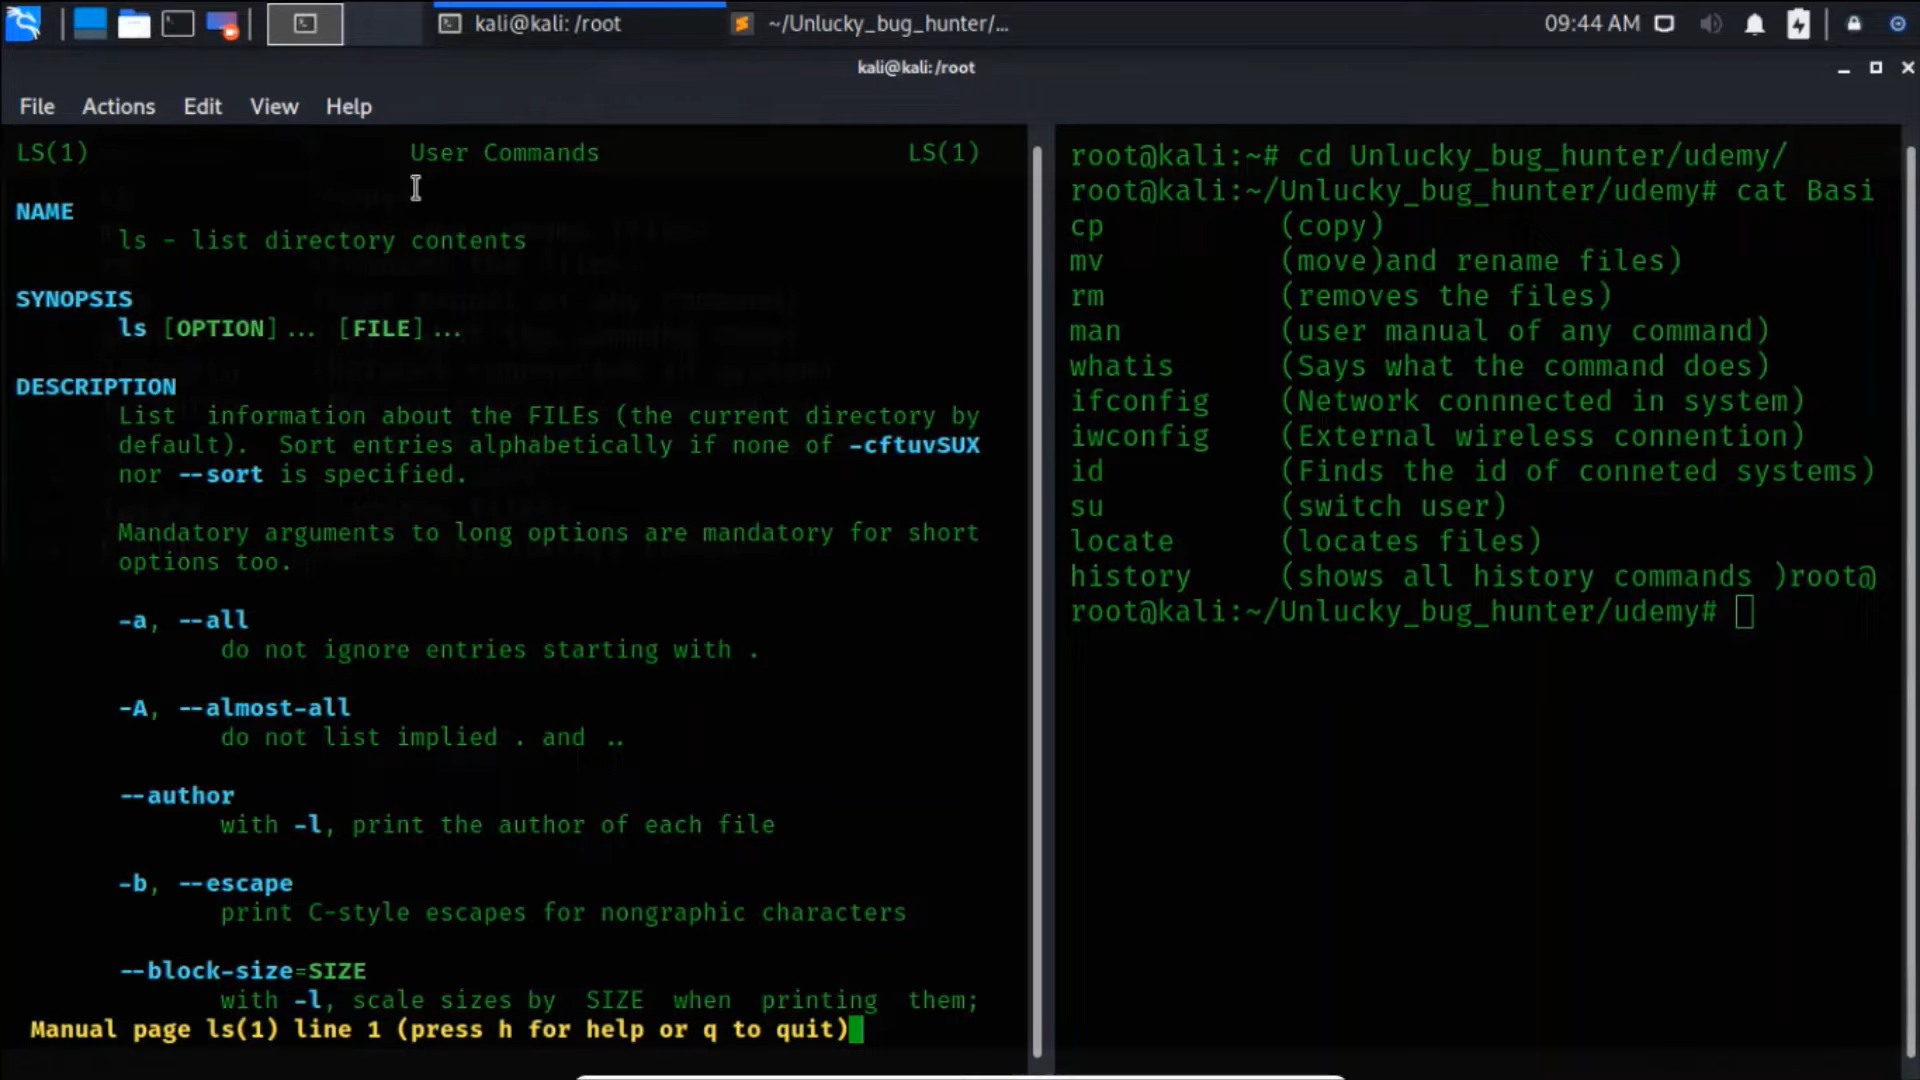 kali@kali: /root
~/Unlucky_bug_hunter/...
09:44 AM
kali@kali:/root
File Actions Edit View Help
LS(1) User Commands LS(1)
NAME
ls - list directory contents
SYNOPSIS
ls [OPTION]... [FILE]...
DESCRIPTION
List information about the FILEs (the current directory by
default). Sort entries alphabetically if none of -cftuvSUX
nor --sort is specified.
Mandatory arguments to long options are mandatory for short
options too.
-a, --all
do not ignore entries starting with .
-A, --almost-all
do not list implied . and ..
--author
with -l, print the author of each file
-b, --escape
print C-style escapes for nongraphic characters
--block-size=SIZE
with -l, scale sizes by SIZE when printing them;
Manual page ls(1) line 1 (press h for help or q to quit)
root@kali:~# cd Unlucky_bug_hunter/udemy/
root@kali:~/Unlucky_bug_hunter/udemy# cat Basi
cp (copy)
mv (move)and rename files)
rm (removes the files)
man (user manual of any command)
whatis (Says what the command does)
ifconfig (Network connnected in system)
iwconfig (External wireless connention)
id (Finds the id of conneted systems)
su (switch user)
locate (locates files)
history (shows all history commands )root@
root@kali:~/Unlucky_bug_hunter/udemy#